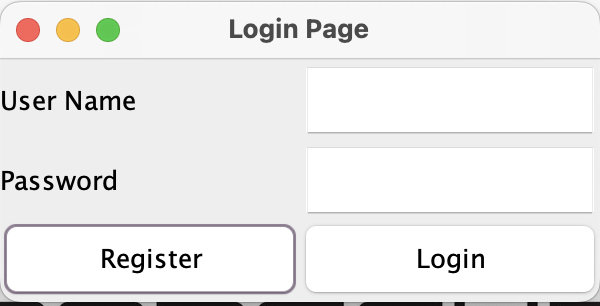 Login Page
User Name
Password
Register Login